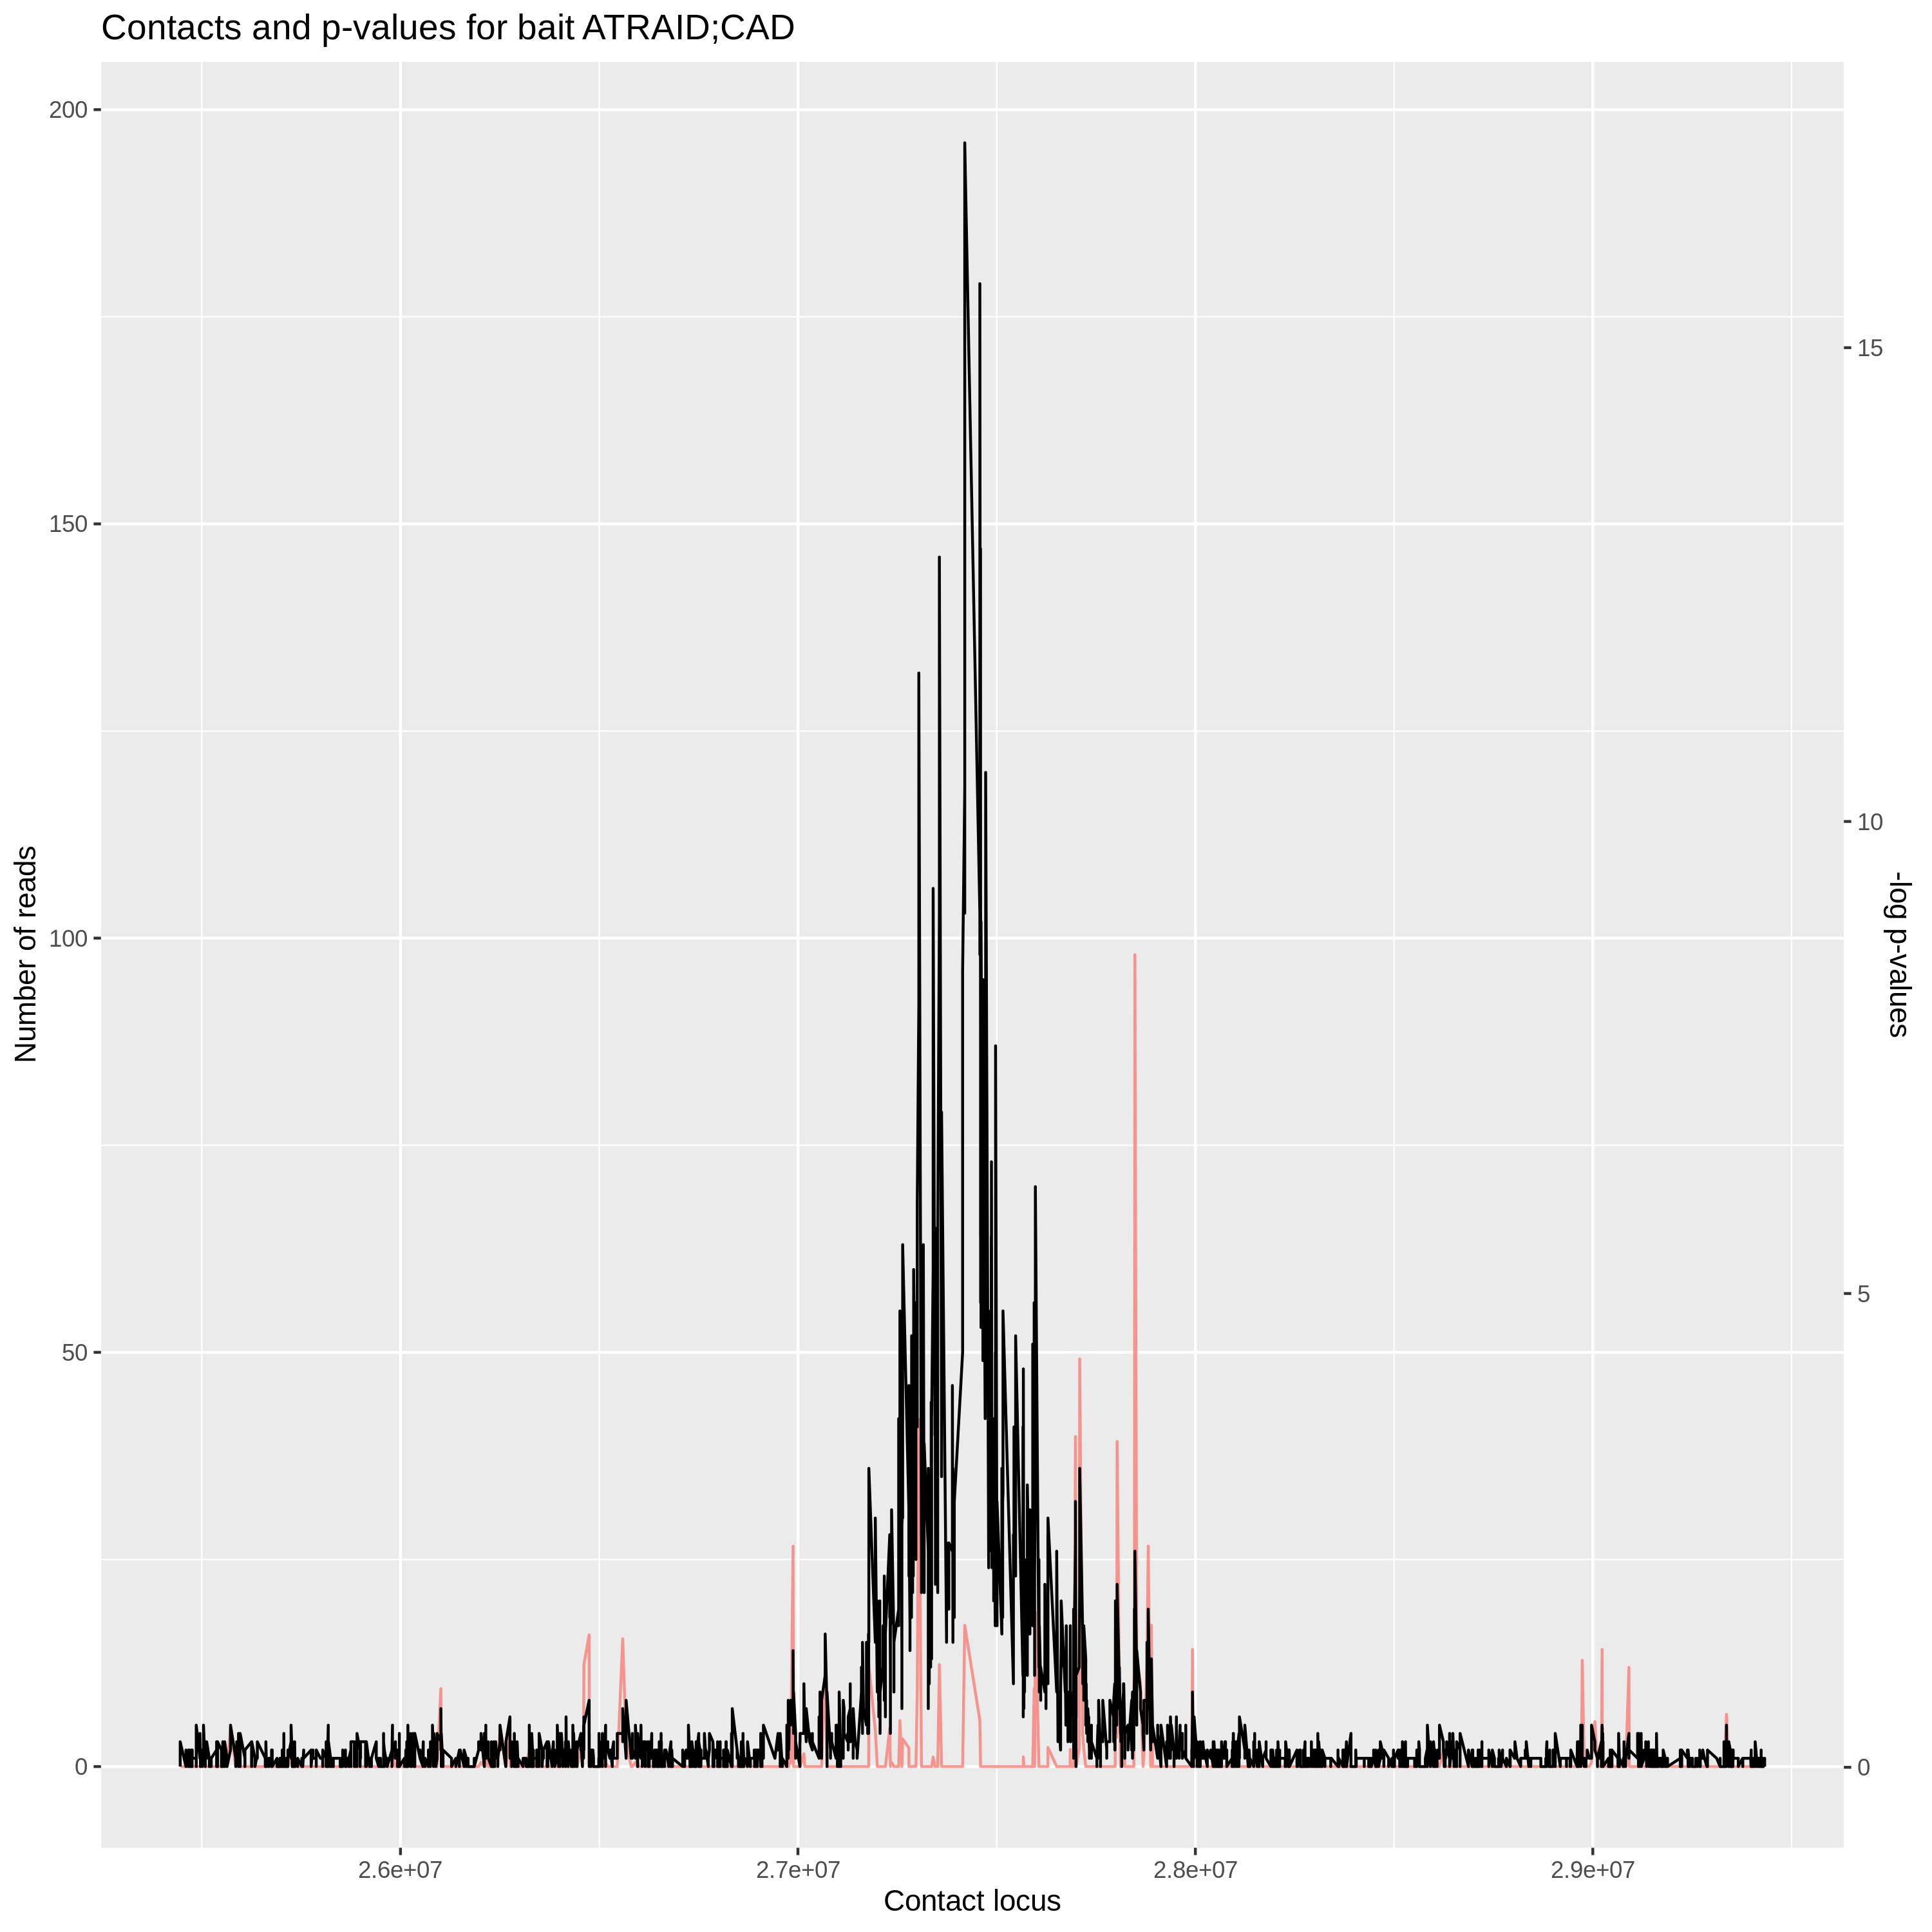 Contacts and p-values for bait ATRAID;CAD
200
150
100
50
0
Number of reads
15
10
5
0
-log p-values
2.6e+07
2.7e+07
2.8e+07
2.9e+07
Contact locus